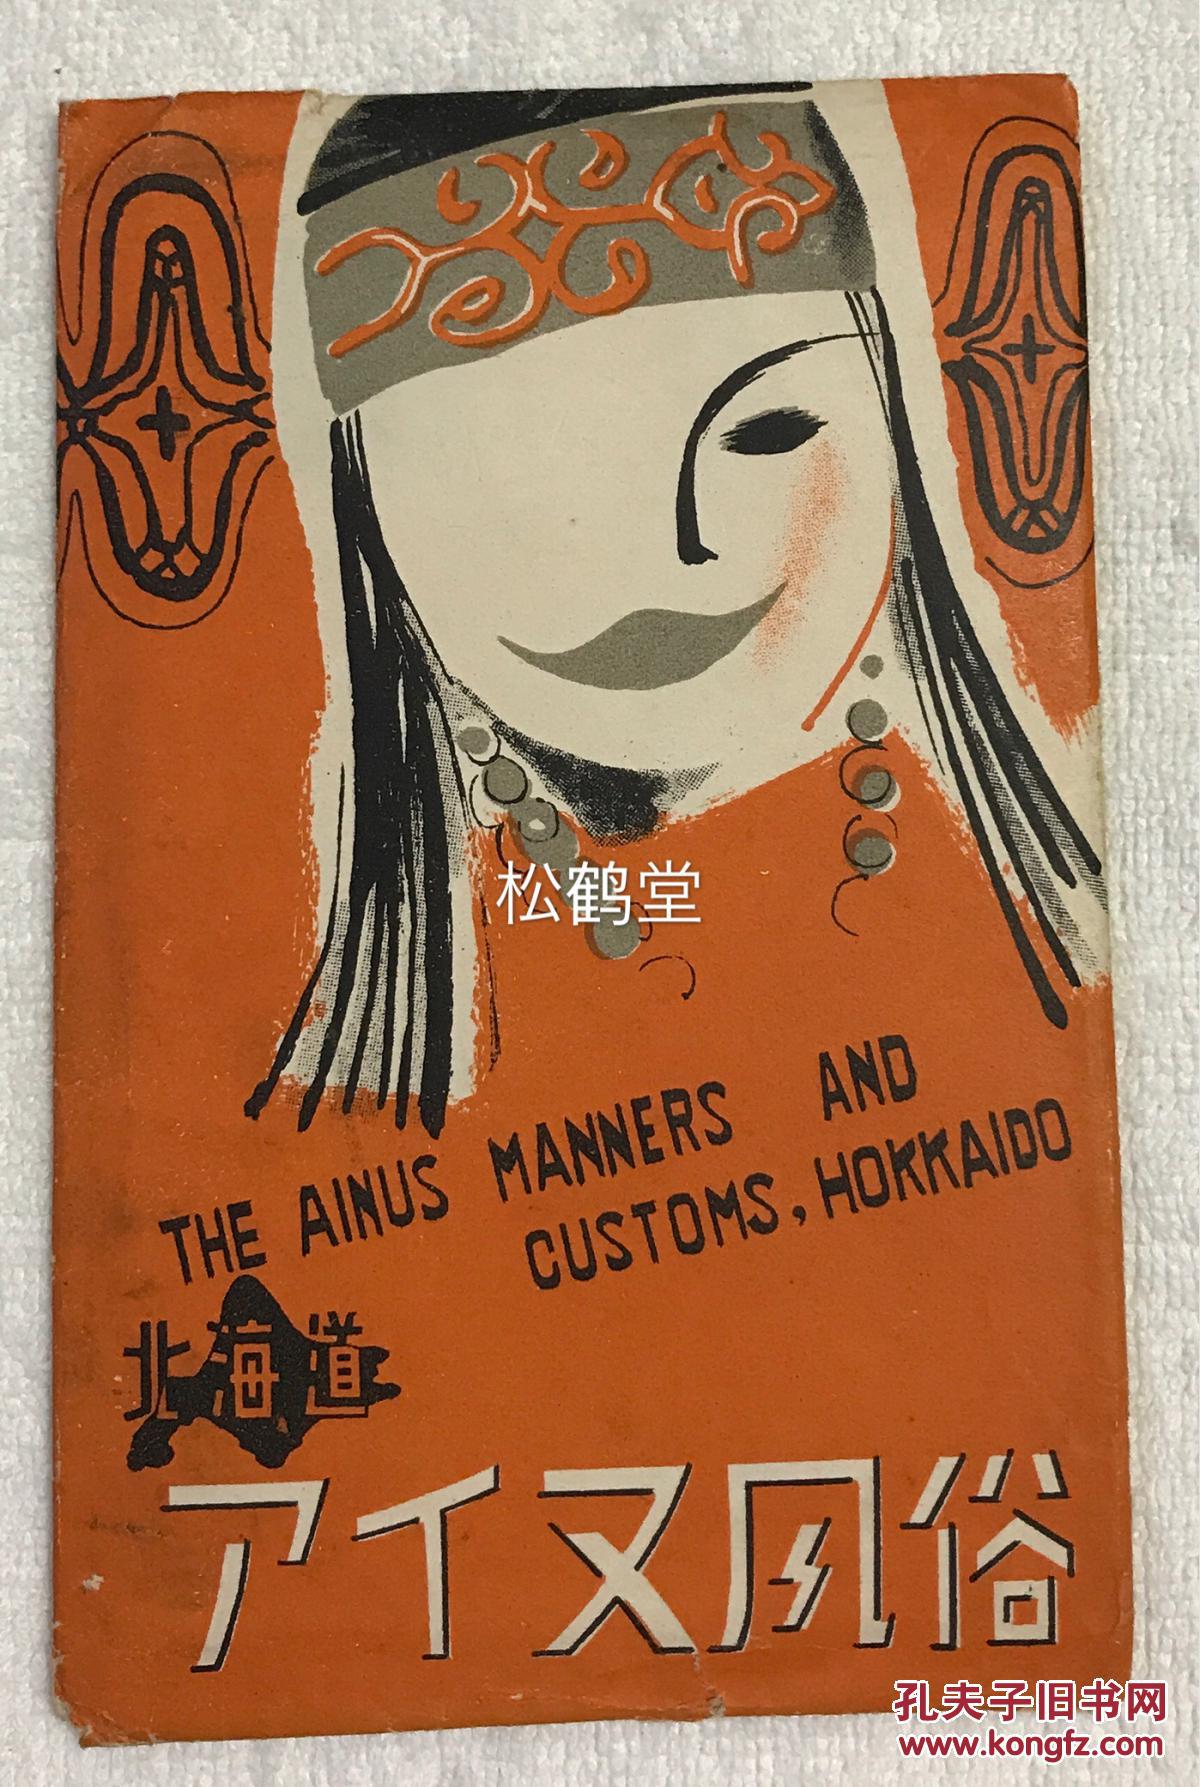 松鹤堂
THE AINUS MANNERS AND
CUSTOMS, HOKKAIDO
北海道
アイヌ風俗
孔夫子旧书网
www.kongfz.com